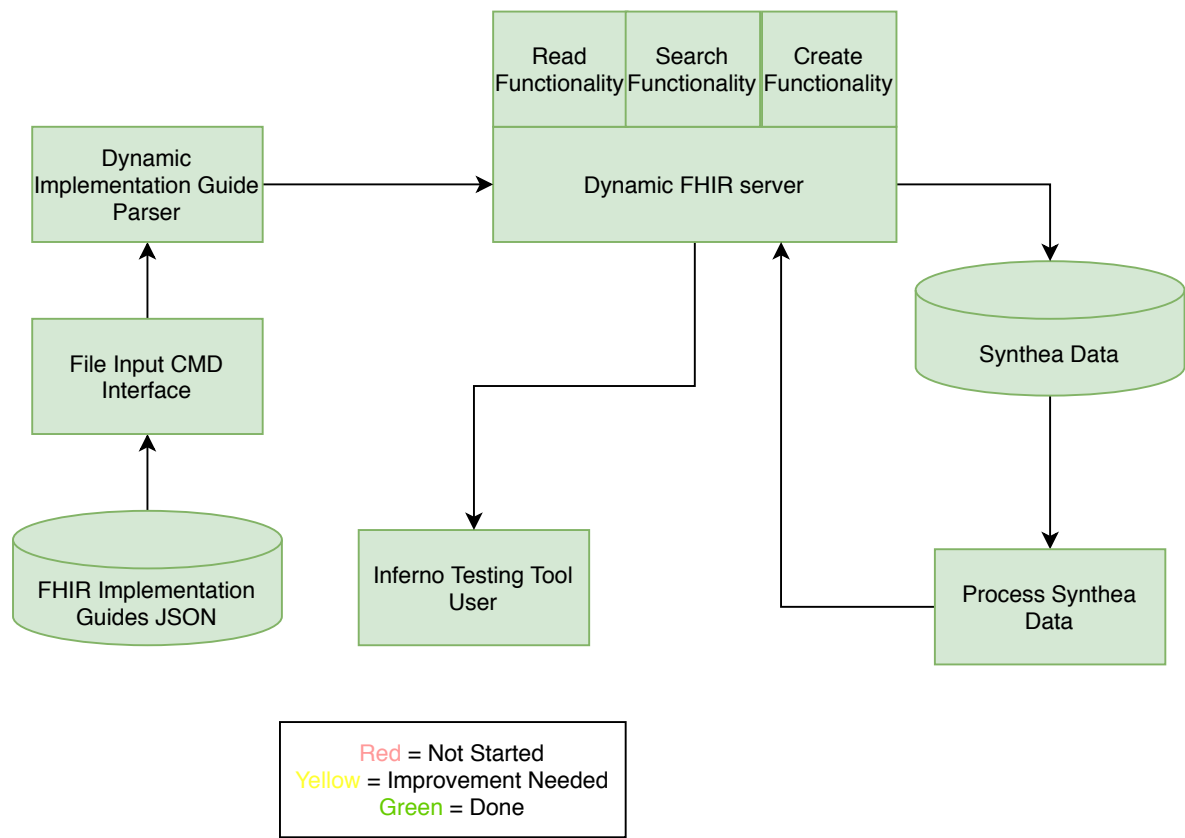 Read
Functionality
Search
Functionality
Create
Functionality
Dynamic
Implementation Guide
Parser
Dynamic FHIR server
File Input CMD
Interface
Synthea Data
FHIR Implementation
Guides JSON
Inferno Testing Tool
User
Process Synthea
Data
Red = Not Started
Yellow = Improvement Needed
Green = Done